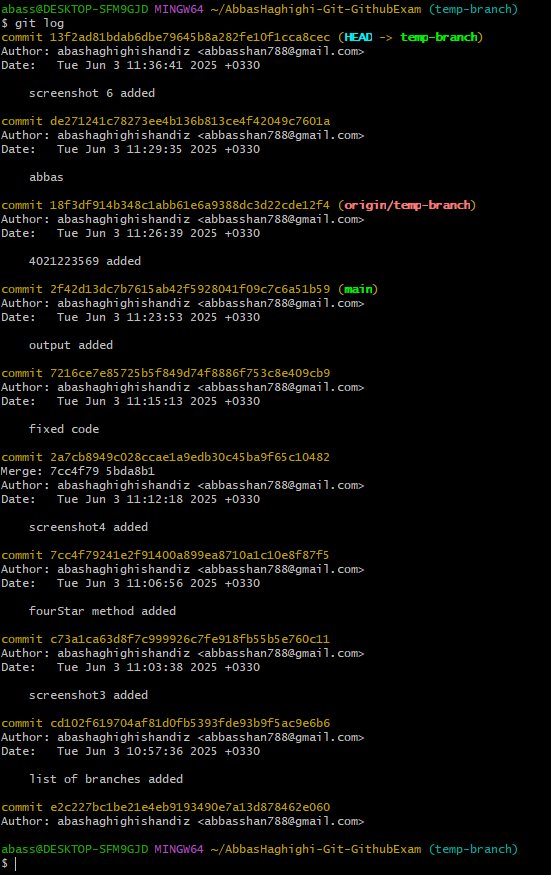 abass@DESKTOP-SFM9GJD MINGW64 ~/AbbasHaghighi-Git-GithubExam (temp-branch)
$ git log
commit 13f2ad81bdab6dbe79645b8a282fe10f1cca8cec (HEAD -> temp-branch)
Author: abashaghighishandiz <abbasshan788@gmail.com>
Date:   Tue Jun 3 11:36:41 2025 +0330

    screenshot 6 added

commit de271241c78273ee4b136b813ce4f42049c7601a
Author: abashaghighishandiz <abbasshan788@gmail.com>
Date:   Tue Jun 3 11:29:35 2025 +0330

    abbas

commit 18f3df914b348c1abb61e6a9388dc3d22cde12f4 (origin/temp-branch)
Author: abashaghighishandiz <abbasshan788@gmail.com>
Date:   Tue Jun 3 11:26:39 2025 +0330

    4021223569 added

commit 2f42d13dc7b7615ab42f5928041f09c7c6a51b59 (main)
Author: abashaghighishandiz <abbasshan788@gmail.com>
Date:   Tue Jun 3 11:23:53 2025 +0330

    output added

commit 7216ce7e85725b5f849d74f8886f753c8e409cb9
Author: abashaghighishandiz <abbasshan788@gmail.com>
Date:   Tue Jun 3 11:15:13 2025 +0330

    fixed code

commit 2a7cb8949c028ccae1a9edb30c45ba9f65c10482
Merge: 7cc4f79 5bda8b1
Author: abashaghighishandiz <abbasshan788@gmail.com>
Date:   Tue Jun 3 11:12:18 2025 +0330

    screenshot4 added

commit 7cc4f79241e2f91400a899ea8710a1c10e8f87f5
Author: abashaghighishandiz <abbasshan788@gmail.com>
Date:   Tue Jun 3 11:06:56 2025 +0330

    fourStar method added

commit c73a1ca63d8f7c999926c7fe918fb55b5e760c11
Author: abashaghighishandiz <abbasshan788@gmail.com>
Date:   Tue Jun 3 11:03:38 2025 +0330

    screenshot3 added

commit cd102f619704af81d0fb5393fde93b9f5ac9e6b6
Author: abashaghighishandiz <abbasshan788@gmail.com>
Date:   Tue Jun 3 10:57:36 2025 +0330

    list of branches added

commit e2c227bc1be21e4eb9193490e7a13d878462e060
Author: abashaghighishandiz <abbasshan788@gmail.com>

abass@DESKTOP-SFM9GJD MINGW64 ~/AbbasHaghighi-Git-GithubExam (temp-branch)
$